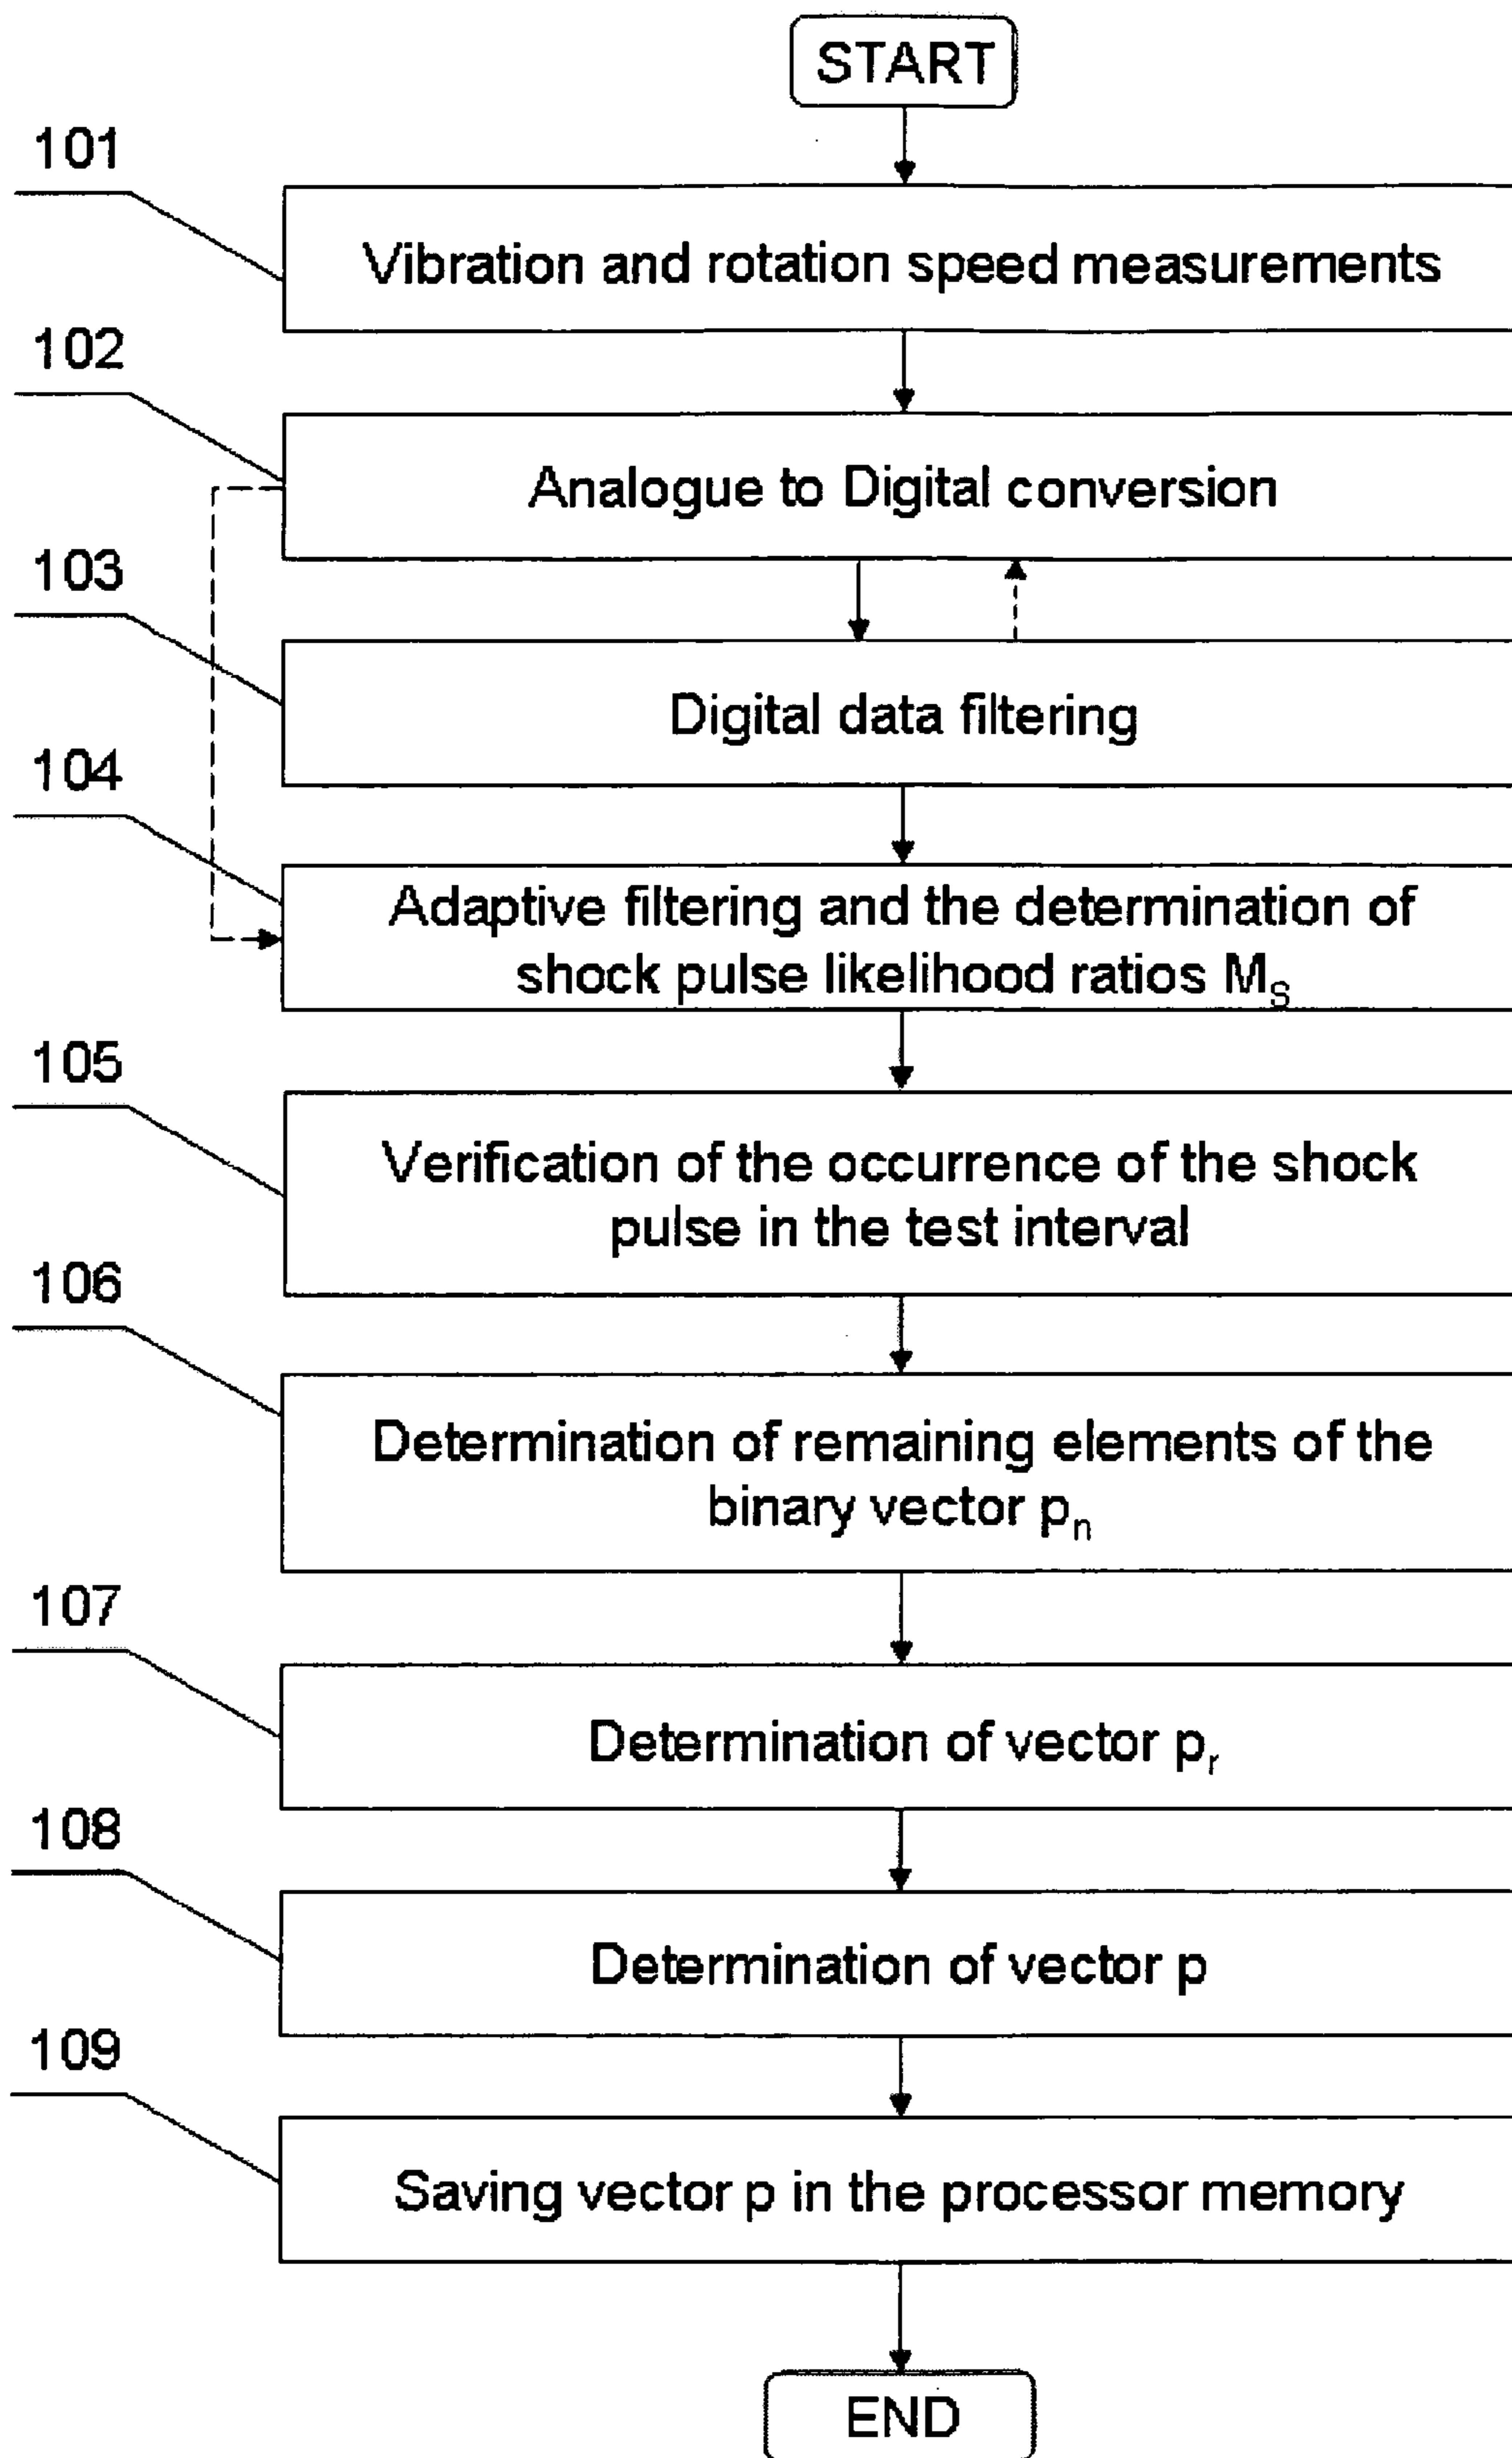 START
101
Vibration and rotation speed measurements
102
Analogue to Digital conversion
103
Digital data filtering
104
Adaptive filtering and the determination of
shock pulse likelihood ratios M_S
105
Verification of the occurrence of the shock
pulse in the test interval
106
Determination of remaining elements of the
binary vector p_n
107
Determination of vector p_r
108
Determination of vector p
109
Saving vector p in the processor memory
END